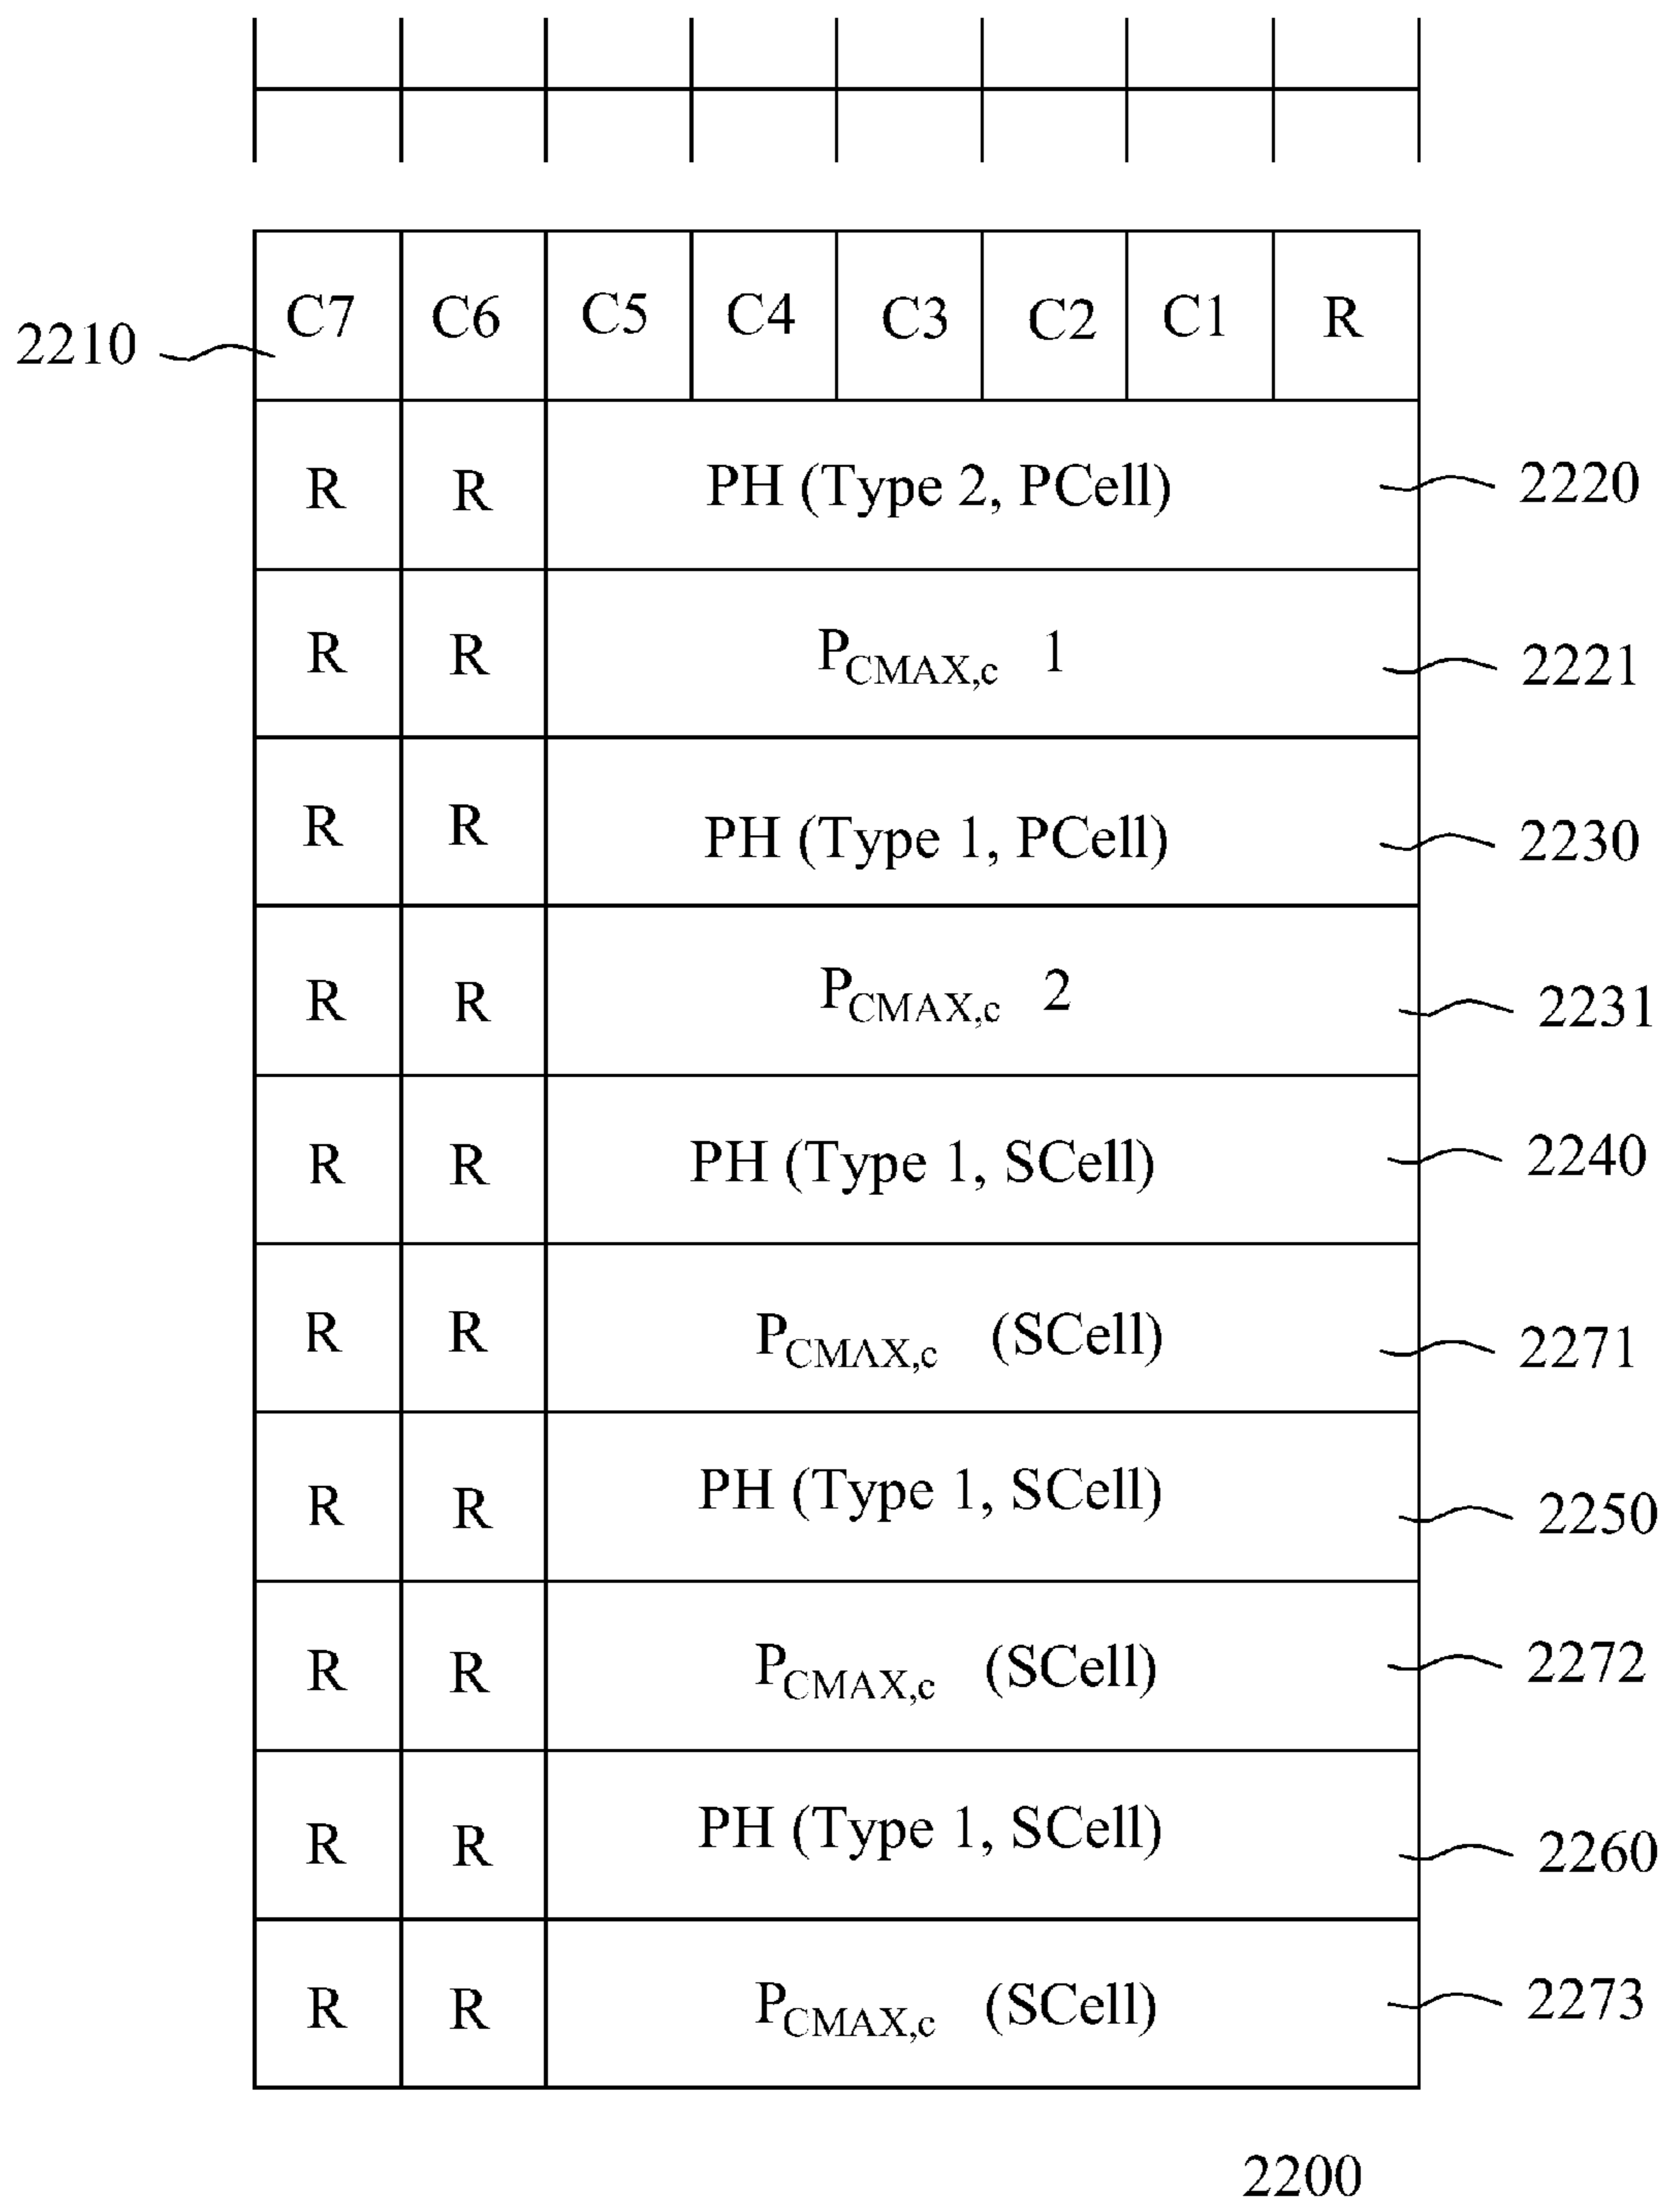 2210 C7 C6 C5 C4 C3 C2 C1 R
R R PH (Type 2, PCell) 2220
R R PCMAX,c 1 2221
R R PH (Type 1, PCell) 2230
R R PCMAX,c 2 2231
R R PH (Type 1, SCell) 2240
R R PCMAX,c (SCell) 2271
R R PH (Type 1, SCell) 2250
R R PCMAX,c (SCell) 2272
R R PH (Type 1, SCell) 2260
R R PCMAX,c (SCell) 2273
2200